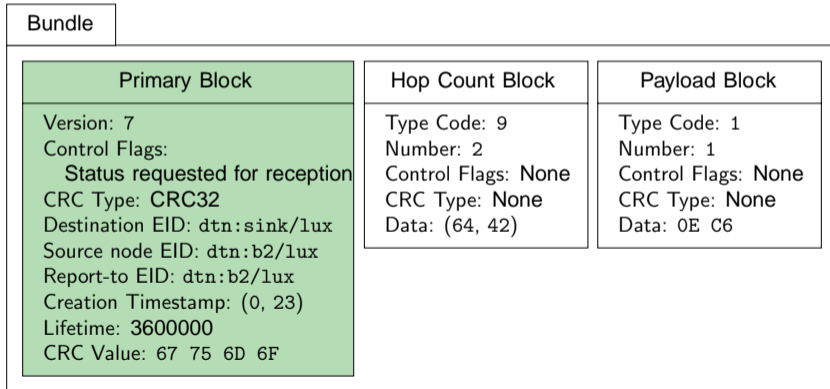 Bundle
Primary Block
Version: 7
Control Flags:
Status requested for reception
CRC Type: CRC32
Destination EID: dtn:sink/lux
Source node EID: dtn:b2/lux
Report-to EID: dtn:b2/lux
Creation Timestamp: (0, 23)
Lifetime: 3600000
CRC Value: 67 75 6D 6F
Hop Count Block
Type Code: 9
Number: 2
Control Flags: None
CRC Type: None
Data: (64, 42)
Payload Block
Type Code: 1
Number: 1
Control Flags: None
CRC Type: None
Data: 0E C6